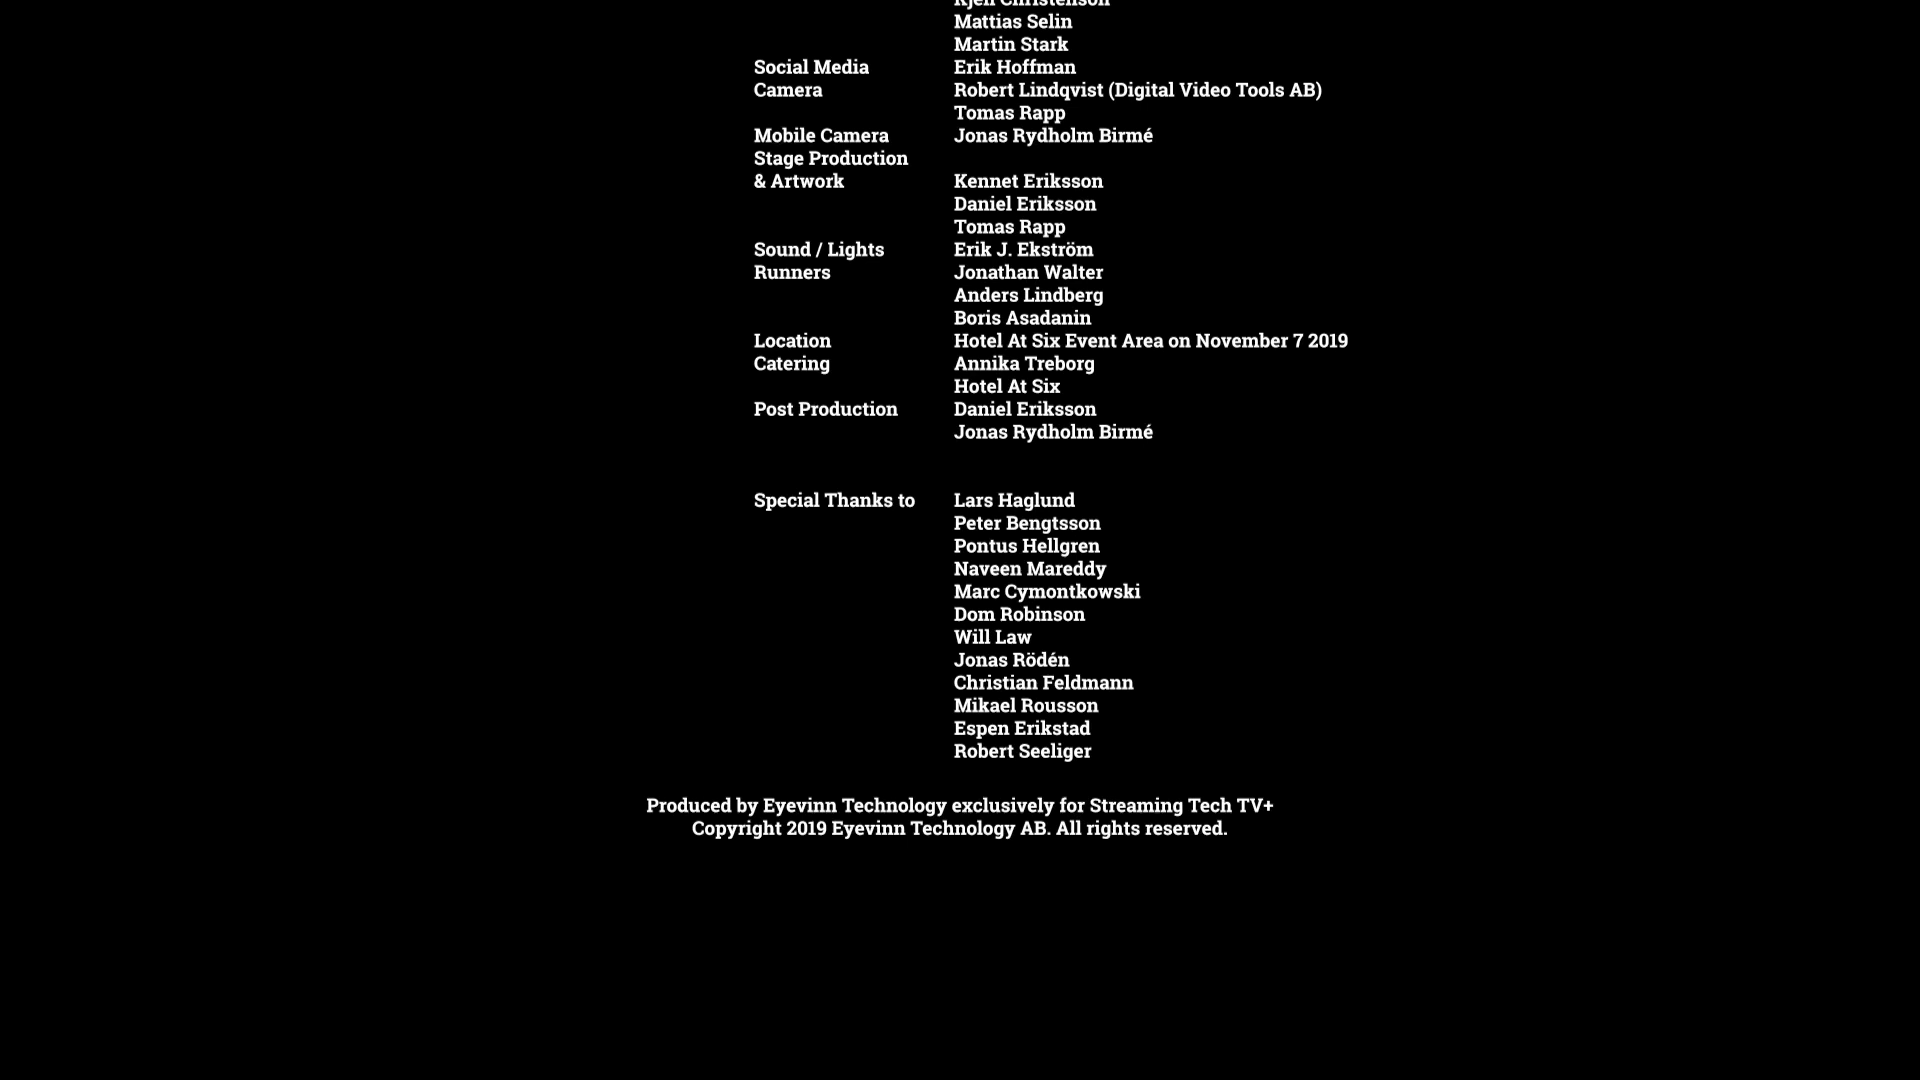 Christenson
Mattias Selin
Martin Stark
Social Media Erik Hoffman
Camera Robert Lindqvist (Digital Video Tools AB)
Tomas Rapp
Mobile Camera Jonas Rydholm Birmé
Stage Production
& Artwork Kennet Eriksson
Daniel Eriksson
Tomas Rapp
Sound / Lights Erik J. Ekström
Runners Jonathan Walter
Anders Lindberg
Boris Asadanin
Location Hotel At Six Event Area on November 7 2019
Catering Annika Treborg
Hotel At Six
Post Production Daniel Eriksson
Jonas Rydholm Birmé
Special Thanks to Lars Haglund
Peter Bengtsson
Pontus Hellgren
Naveen Mareddy
Marc Cymontkowski
Dom Robinson
Will Law
Jonas Rödén
Christian Feldmann
Mikael Rousson
Espen Erikstad
Robert Seeliger
Produced by Eyevinn Technology exclusively for Streaming Tech TV+
Copyright 2019 Eyevinn Technology AB. All rights reserved.